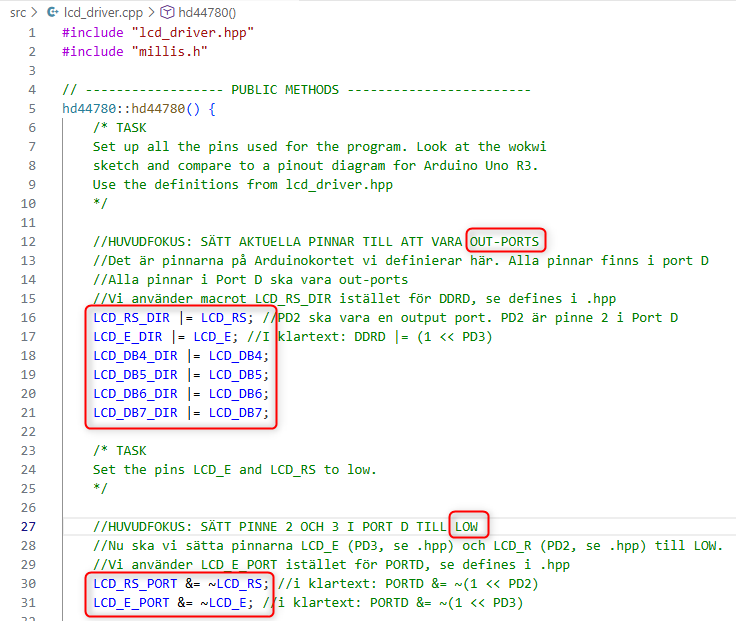 src > lcd_driver.cpp > hd44780()
1 #include "lcd_driver.hpp"
2 #include "millis.h"
3
4 // ------------------ PUBLIC METHODS ------------------------
5 hd44780::hd44780() {
6 /* TASK
7 Set up all the pins used for the program. Look at the wokwi
8 sketch and compare to a pinout diagram for Arduino Uno R3.
9 Use the definitions from lcd_driver.hpp
10 */
11
12 //HUVUDFOKUS: SÄTT AKTUELLA PINNAR TILL ATT VARA OUT-PORTS
13 //Det är pinnarna på Arduinokortet vi definierar här. Alla pinnar finns i port D
14 //Alla pinnar i Port D ska vara out-ports
15 //Vi använder macrot LCD_RS_DIR istället för DDRD, se defines i .hpp
16 LCD_RS_DIR |= LCD_RS; //PD2 ska vara en output port. PD2 är pinne 2 i Port D
17 LCD_E_DIR |= LCD_E; //I klartext: DDRD |= (1 << PD3)
18 LCD_DB4_DIR |= LCD_DB4;
19 LCD_DB5_DIR |= LCD_DB5;
20 LCD_DB6_DIR |= LCD_DB6;
21 LCD_DB7_DIR |= LCD_DB7;
22
23 /* TASK
24 Set the pins LCD_E and LCD_RS to low.
25 */
26
27 //HUVUDFOKUS: SÄTT PINNE 2 OCH 3 I PORT D TILL LOW
28 //Nu ska vi sätta pinnarna LCD_E (PD3, se .hpp) och LCD_R (PD2, se .hpp) till LOW.
29 //Vi använder LCD_E_PORT istället för PORTD, se defines i .hpp
30 LCD_RS_PORT &= ~LCD_RS; //i klartext: PORTD &= ~(1 << PD2)
31 LCD_E_PORT &= ~LCD_E; //i klartext: PORTD &= ~(1 << PD3)